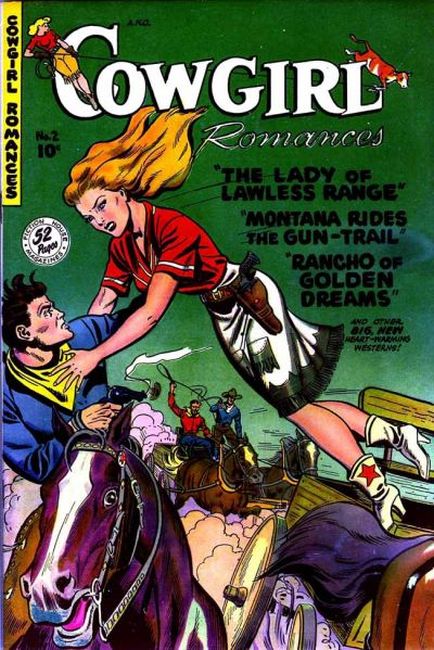 COWGIRL ROMANCES
A.N.C.
COWGIRL
Romances
No. 2
10¢
FICTION HOUSE
52
Pages
MAGAZINES
"THE LADY OF
LAWLESS RANGE"
"MONTANA RIDES
THE GUN-TRAIL"
"RANCHO OF
GOLDEN
DREAMS"
AND OTHER
BIG, NEW
HEART-WARMING
WESTERNS!